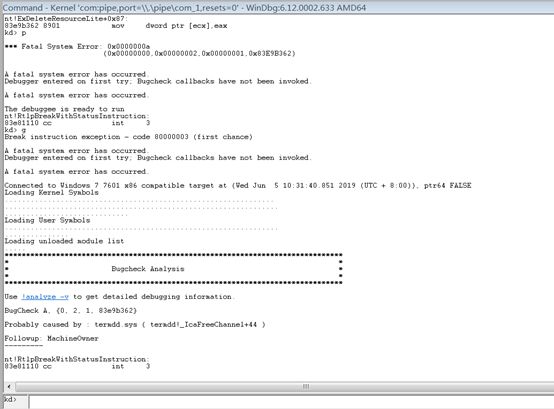 Command - Kernel 'com:pipe,port=\\.\pipe\com_1,resets=0' - WinDbg:6.12.0002.633 AMD64
nt!ExDeleteResourceLite+0x87:
83e9b362 8901 mov dword ptr [ecx],eax
kd> p
*** Fatal System Error: 0x0000000a
(0x00000000,0x00000002,0x00000001,0x83E9B362)
A fatal system error has occurred.
Debugger entered on first try; Bugcheck callbacks have not been invoked.
A fatal system error has occurred.
The debuggee is ready to run
nt!RtlpBreakWithStatusInstruction:
83e81110 cc int 3
kd> g
Break instruction exception - code 80000003 (first chance)
A fatal system error has occurred.
Debugger entered on first try; Bugcheck callbacks have not been invoked.
A fatal system error has occurred.
Connected to Windows 7 7601 x86 compatible target at (Wed Jun 5 10:31:40.851 2019 (UTC + 8:00)), ptr64 FALSE
Loading Kernel Symbols
Loading User Symbols
Loading unloaded module list
* Bugcheck Analysis *
Use !analyze -v to get detailed debugging information.
BugCheck A, {0, 2, 1, 83e9b362}
Probably caused by : termdd.sys ( termdd!_IcaFreeChannel+44 )
Followup: MachineOwner
---------
nt!RtlpBreakWithStatusInstruction:
83e81110 cc int 3
kd>